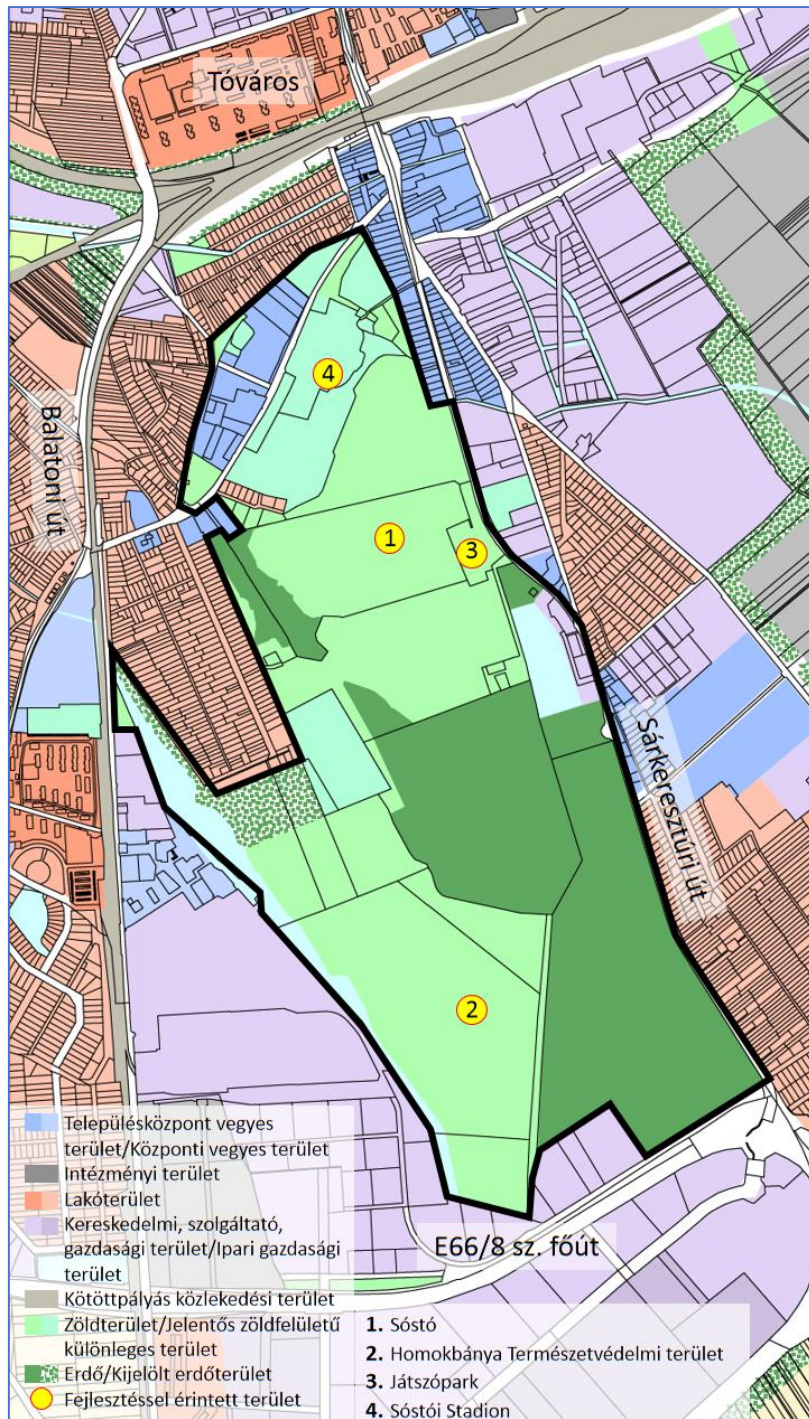 Tóváros
4
Balatoni út
1
3
Sárkeresztúri út
2
Településközpont vegyes
terület/Központi vegyes terület
Intézményi terület
Lakóterület
Kereskedelmi, szolgáltató,
gazdasági terület/Ipari gazdasági
terület
Kötöttpályás közlekedési terület
Zöldterület/Jelentős zöldfelületű
különleges terület
Erdő/Kijelölt erdőterület
Fejlesztéssel érintett terület
E66/8 sz. főút
1. Sóstó
2. Homokbánya Természetvédelmi terület
3. Játszópark
4. Sóstói Stadion